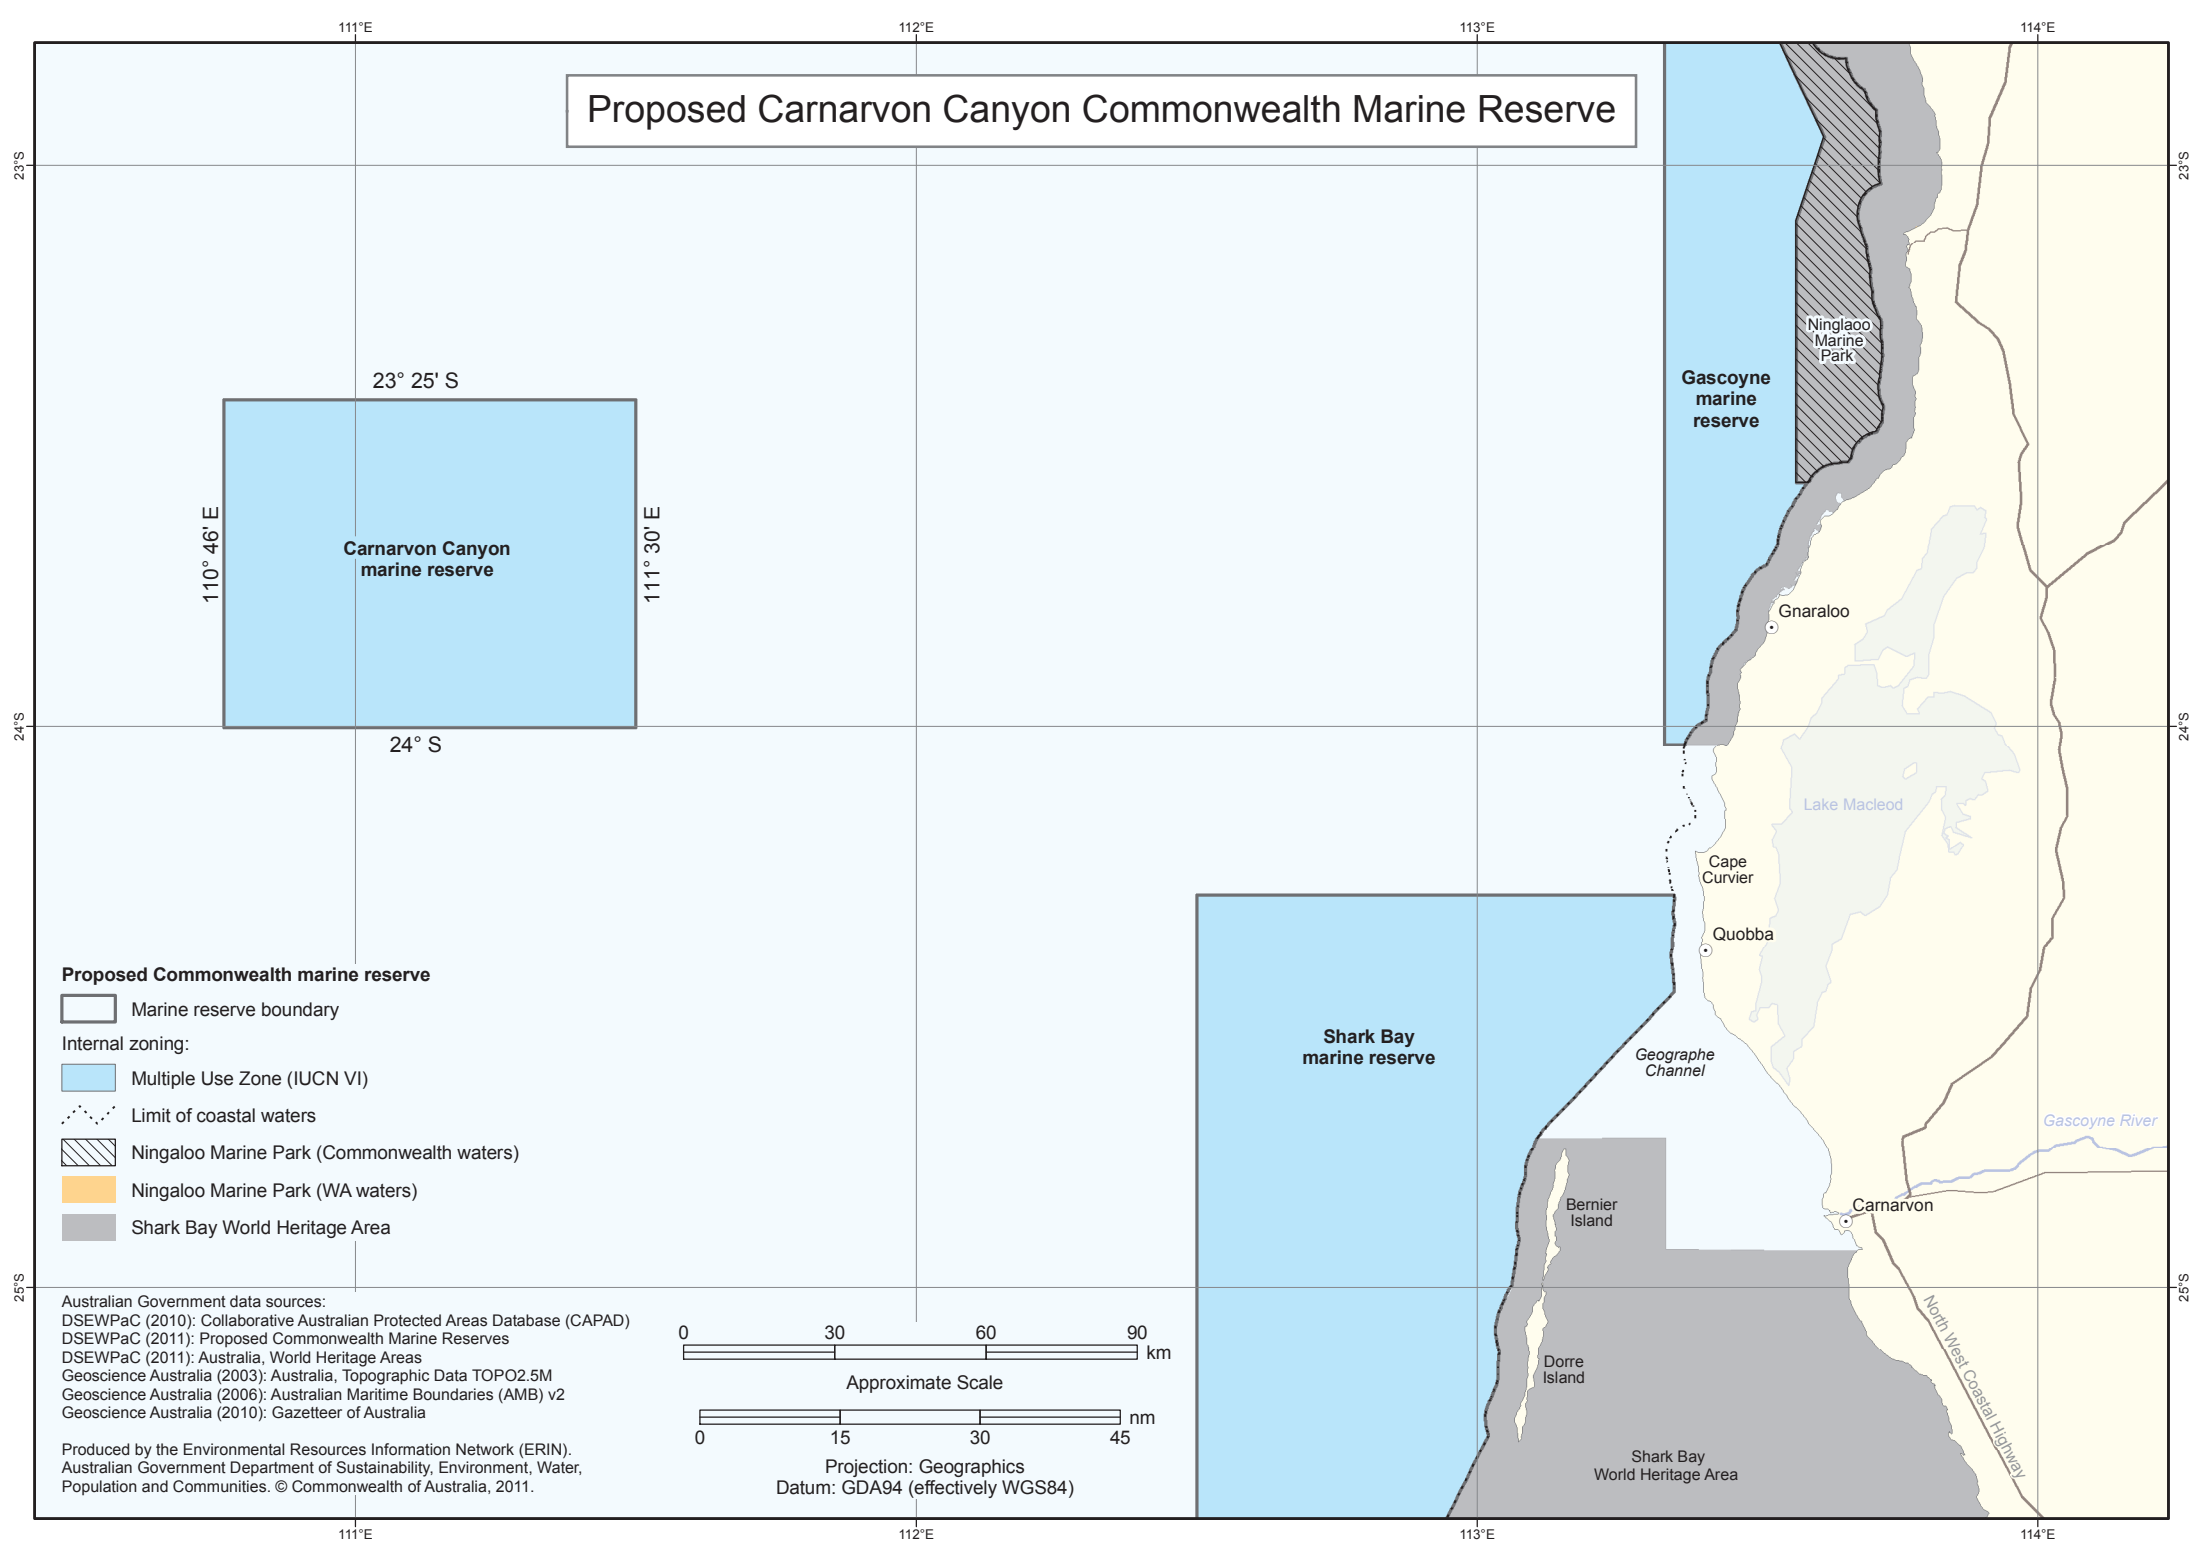 111°E
112°E
113°E
114°E
Proposed Carnarvon Canyon Commonwealth Marine Reserve
23°S
23°S
Ninglaoo
Marine
Park
Gascoyne
marine
reserve
23° 25' S
110° 46' E
Carnarvon Canyon
marine reserve
111° 30' E
24° S
Gnaraloo
24°S
24°S
Lake Macleod
Cape
Curvier
Quobba
Shark Bay
marine reserve
Geographe
Channel
Gascoyne River
Carnarvon
Bernier
Island
Dorre
Island
25°S
25°S
North West Coastal Highway
Shark Bay
World Heritage Area
Proposed Commonwealth marine reserve
Marine reserve boundary
Internal zoning:
Multiple Use Zone (IUCN VI)
Limit of coastal waters
Ningaloo Marine Park (Commonwealth waters)
Ningaloo Marine Park (WA waters)
Shark Bay World Heritage Area
Australian Government data sources:
DSEWPaC (2010): Collaborative Australian Protected Areas Database (CAPAD)
DSEWPaC (2011): Proposed Commonwealth Marine Reserves
DSEWPaC (2011): Australia, World Heritage Areas
Geoscience Australia (2003): Australia, Topographic Data TOPO2.5M
Geoscience Australia (2006): Australian Maritime Boundaries (AMB) v2
Geoscience Australia (2010): Gazetteer of Australia
Produced by the Environmental Resources Information Network (ERIN).
Australian Government Department of Sustainability, Environment, Water,
Population and Communities. © Commonwealth of Australia, 2011.
0 30 60 90
km
Approximate Scale
nm
0 15 30 45
Projection: Geographics
Datum: GDA94 (effectively WGS84)
111°E
112°E
113°E
114°E